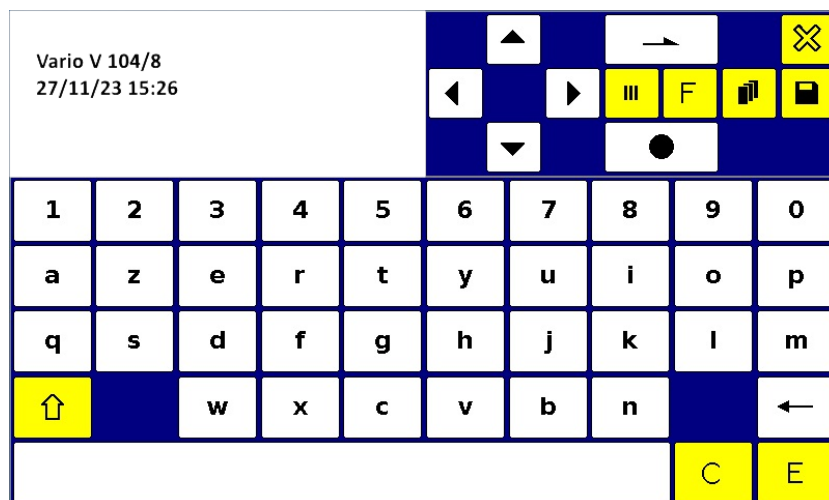 Vario V 104/8
27/11/23 15:26
F
1 2 3 4 5 6 7 8 9 0
a z e r t y u i o p
q s d f g h j k l m
w x c v b n
C E